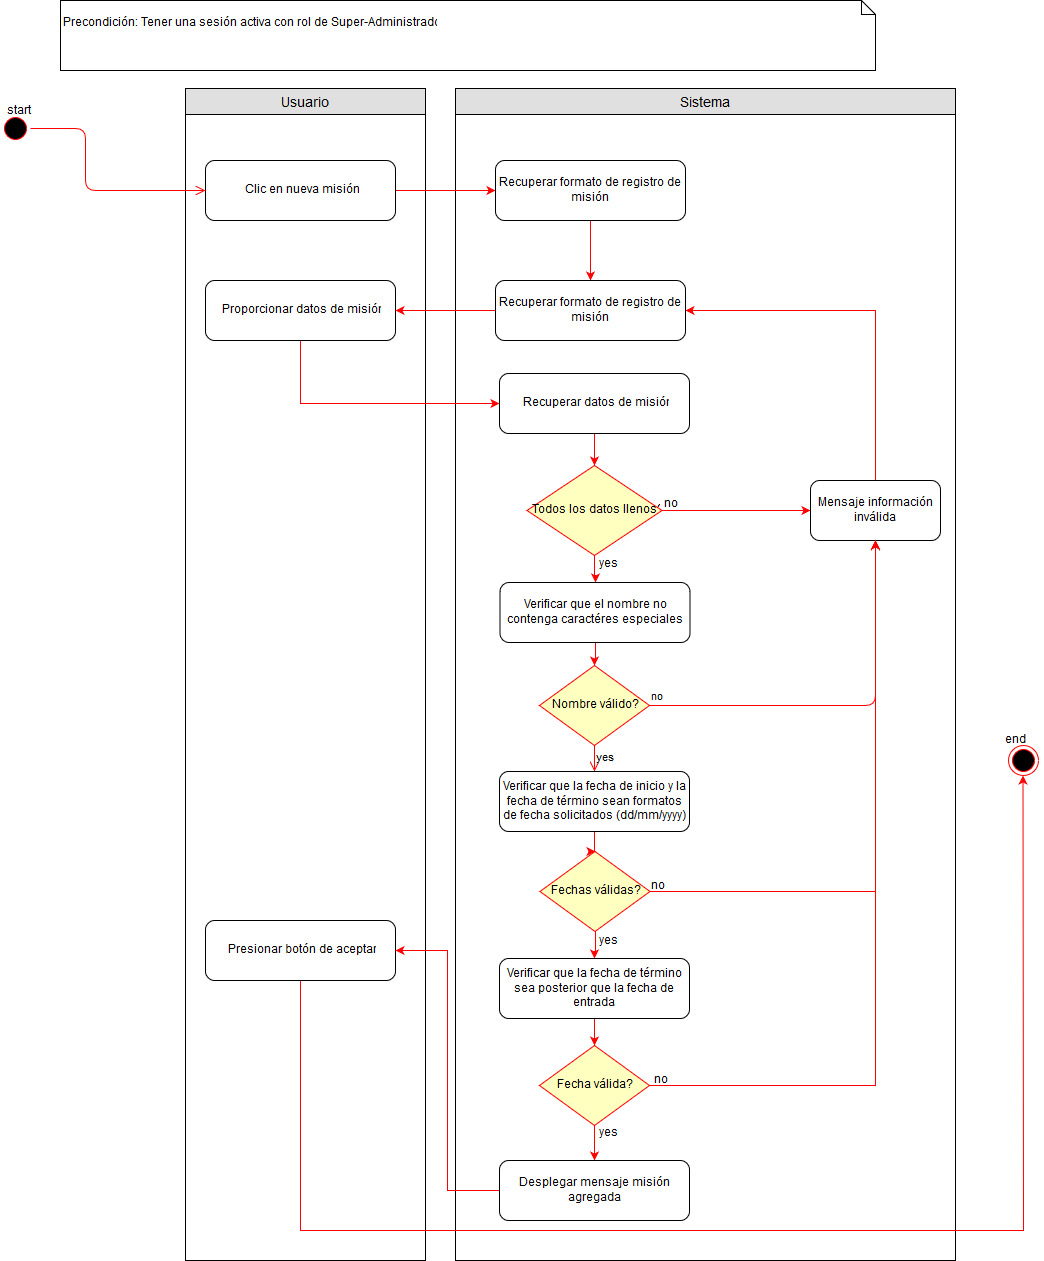 Precondición: Tener una sesión activa con rol de Super-Administrado
Usuario
Sistema
start
Clic en nueva misión
Recuperar formato de registro de
misión
Proporcionar datos de misión
Recuperar formato de registro de
misión
Recuperar datos de misión
Todos los datos llenos?
no
Mensaje información
inválida
yes
Verificar que el nombre no
contenga caractéres especiales
Nombre válido?
no
yes
end
Verificar que la fecha de inicio y la
fecha de término sean formatos
de fecha solicitados (dd/mm/yyyy)
Fechas válidas?
no
yes
Presionar botón de aceptar
Verificar que la fecha de término
sea posterior que la fecha de
entrada
Fecha válida?
no
yes
Desplegar mensaje misión
agregada